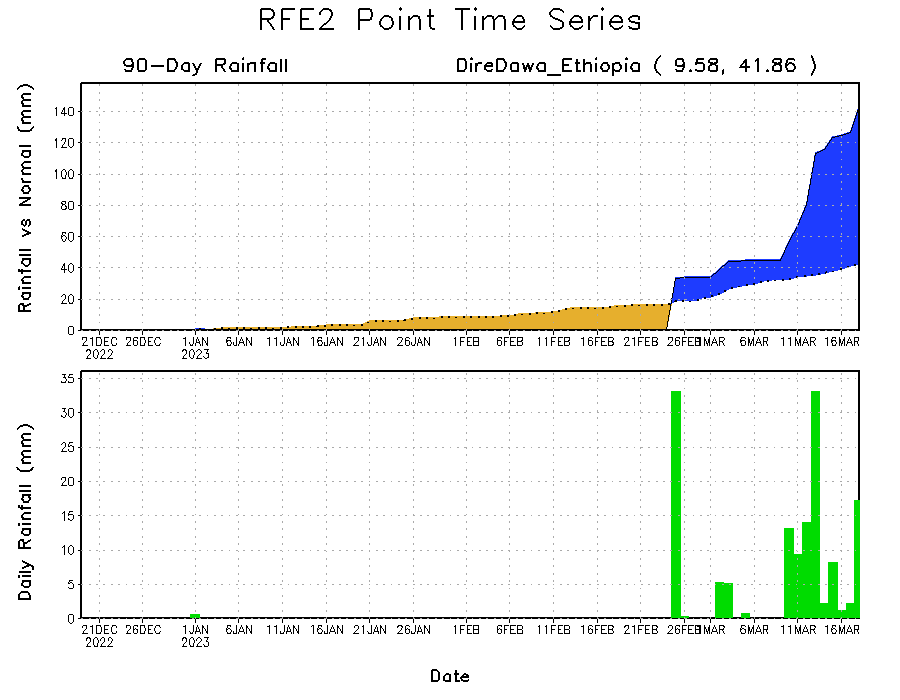 RFE2 Point Time Series
90-Day Rainfall DireDawa_Ethiopia ( 9.58, 41.86 )
Rainfall vs Normal (mm)
140
120
100
80
60
40
20
0
21DEC 26DEC 1JAN 6JAN 11JAN 16JAN 21JAN 26JAN 1FEB 6FEB 11FEB 16FEB 21FEB 26FEB 1MAR 6MAR 11MAR 16MAR
2022 2023
Daily Rainfall (mm)
35
30
25
20
15
10
5
0
21DEC 26DEC 1JAN 6JAN 11JAN 16JAN 21JAN 26JAN 1FEB 6FEB 11FEB 16FEB 21FEB 26FEB 1MAR 6MAR 11MAR 16MAR
2022 2023
Date